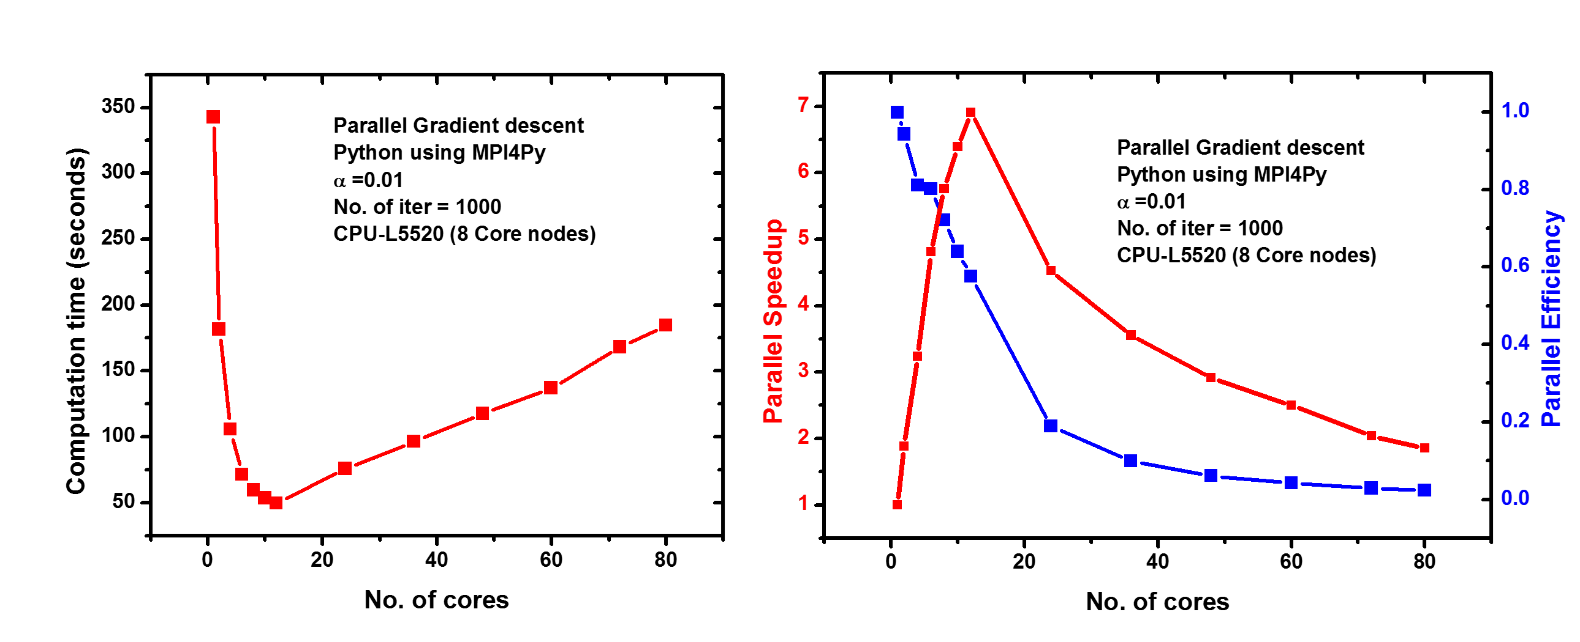 Computation time (seconds)
350
300
250
200
150
100
50
Parallel Gradient descent
Python using MPI4Py
α =0.01
No. of iter = 1000
CPU-L5520 (8 Core nodes)
0
20
40
60
80
No. of cores
Parallel Speedup
7
6
5
4
3
2
1
Parallel Gradient descent
Python using MPI4Py
α =0.01
No. of iter = 1000
CPU-L5520 (8 Core nodes)
1.0
0.8
0.6
0.4
0.2
0.0
Parallel Efficiency
0
20
40
60
80
No. of cores